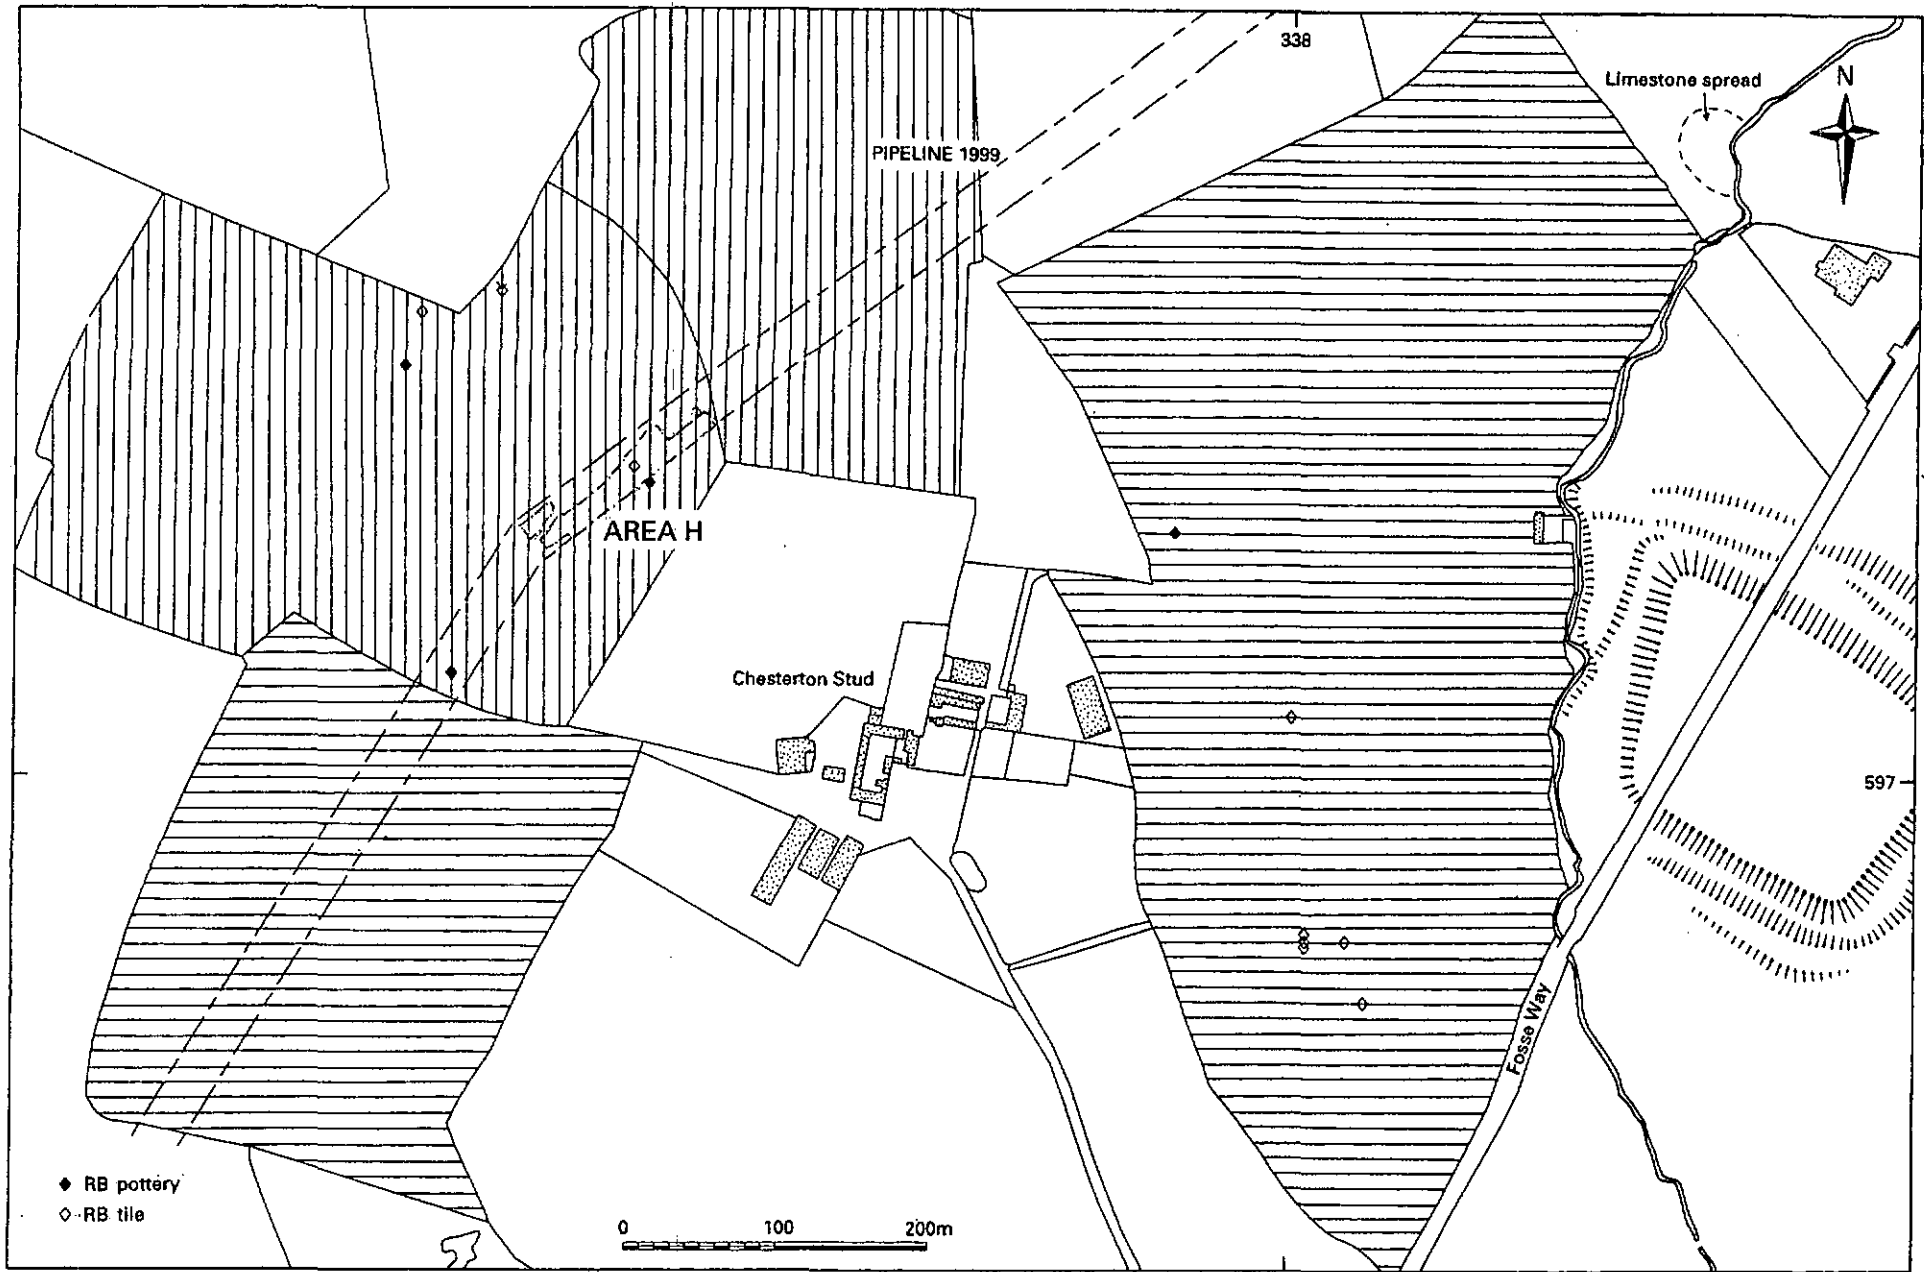 338
Limestone spread
N
PIPELINE 1999
AREA H
Chesterton Stud
597
Fosse Way
RB pottery
RB tile
0 100 200m